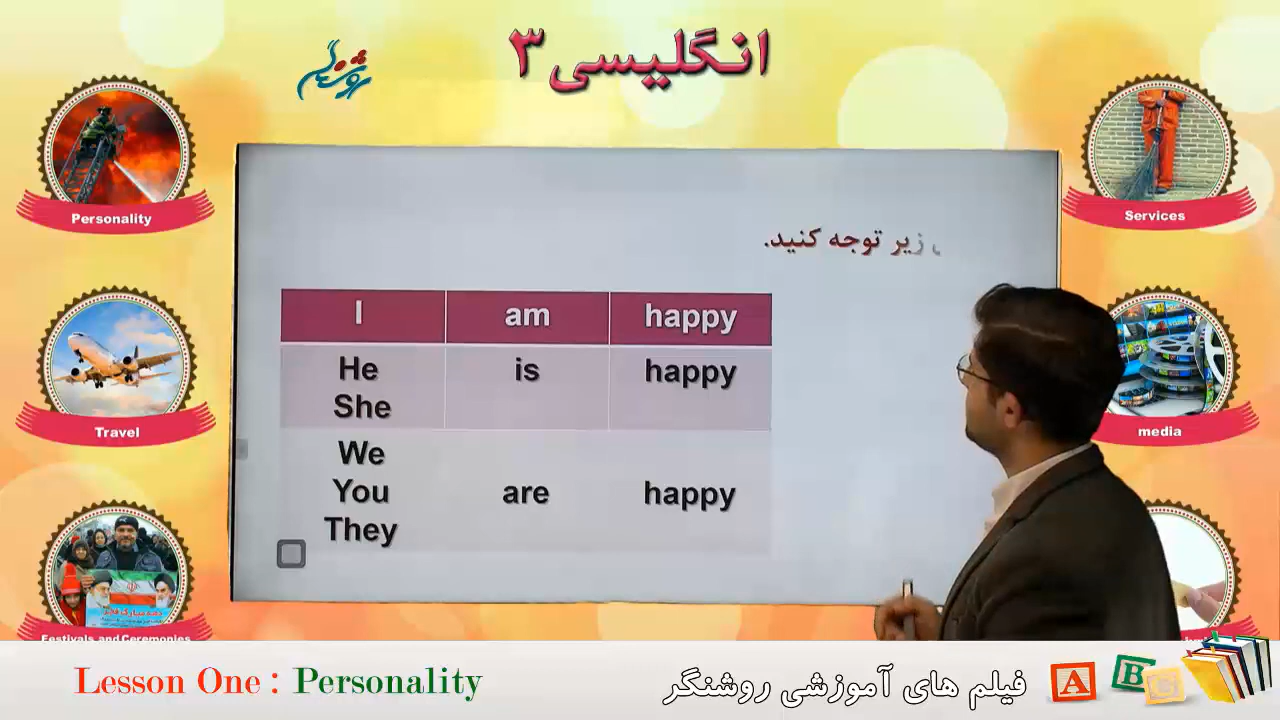 انگلیسی ۳
روشنگر
Personality
Services
زیر توجه کنید.
I am happy
He is happy
She
We
You are happy
They
Travel
media
Festivals and Ceremonies
Lesson One : Personality
فیلم های آموزشی روشنگر
A B C